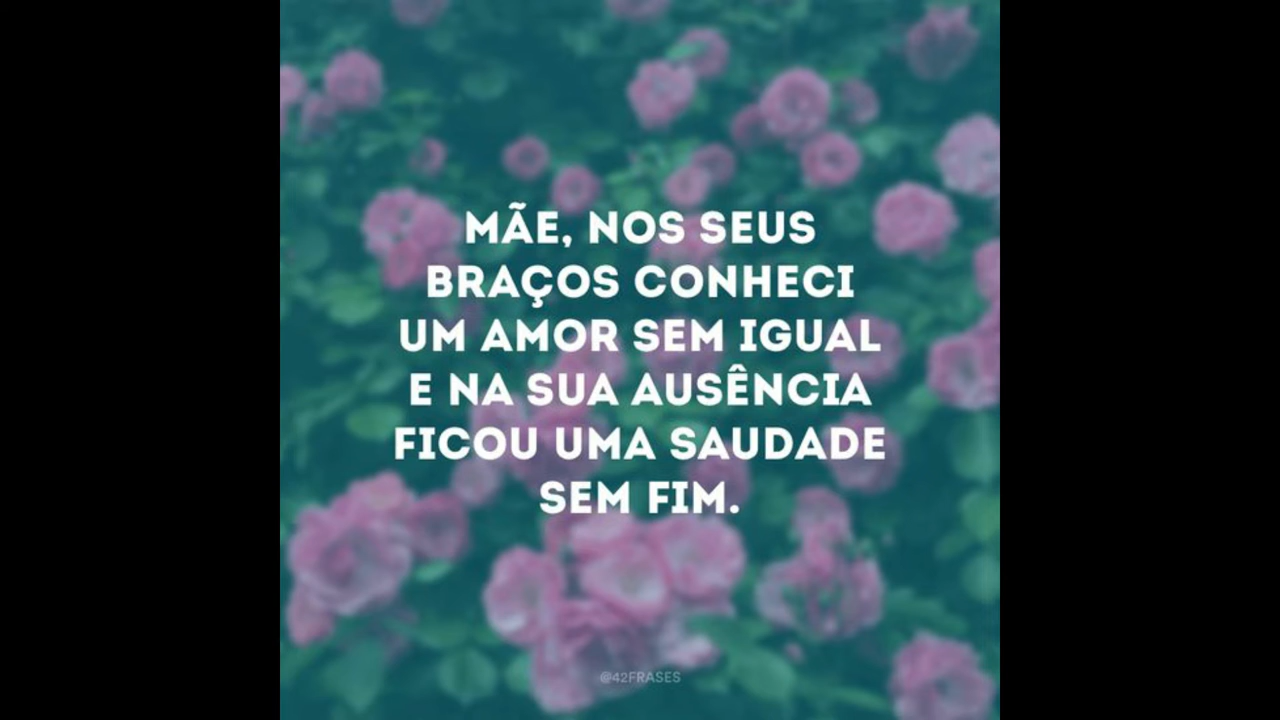 MÃE, NOS SEUS
BRAÇOS CONHECI
UM AMOR SEM IGUAL
E NA SUA AUSÊNCIA
FICOU UMA SAUDADE
SEM FIM.
@42FRASES